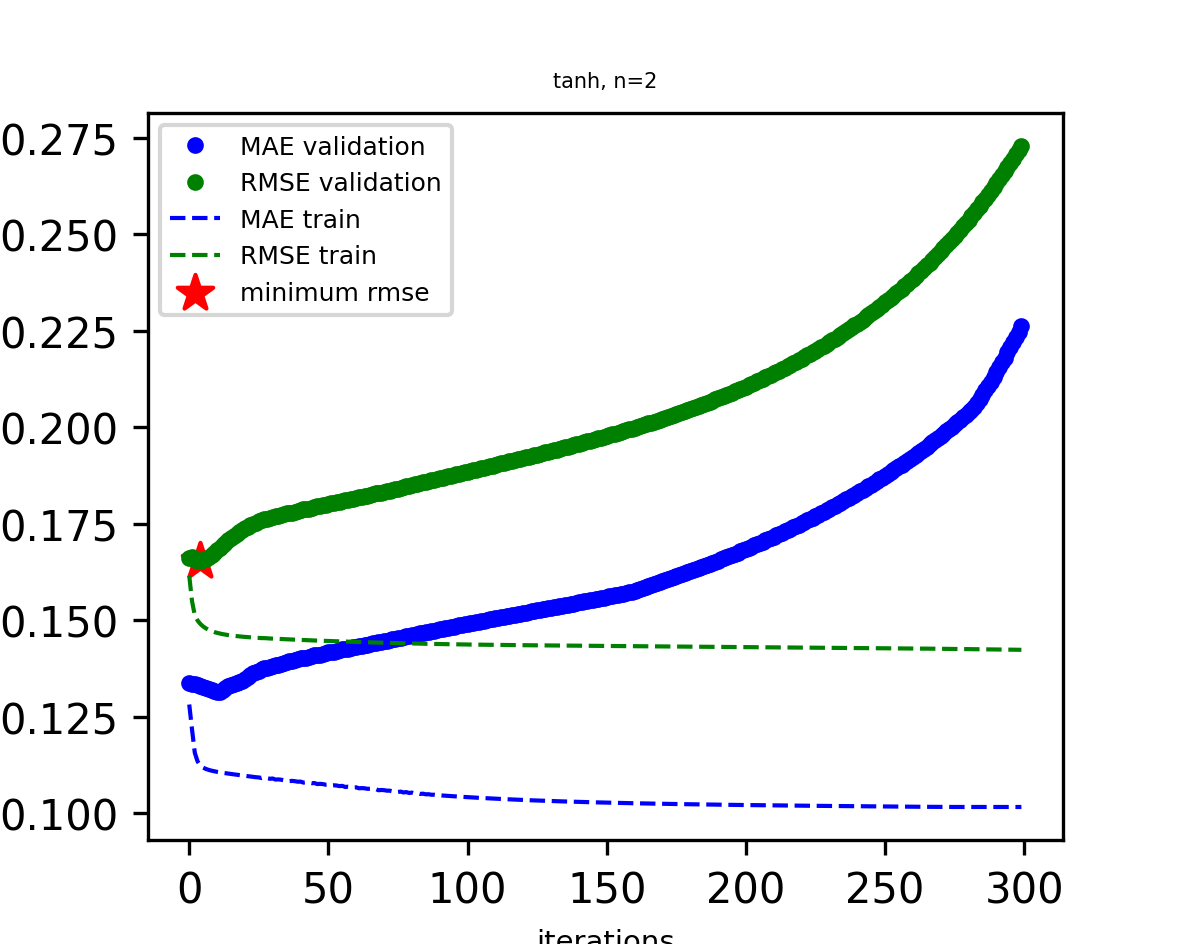 tanh, n=2
0.275
0.250
0.225
0.200
0.175
0.150
0.125
0.100
MAE validation
RMSE validation
MAE train
RMSE train
minimum rmse
0 50 100 150 200 250 300
iterations